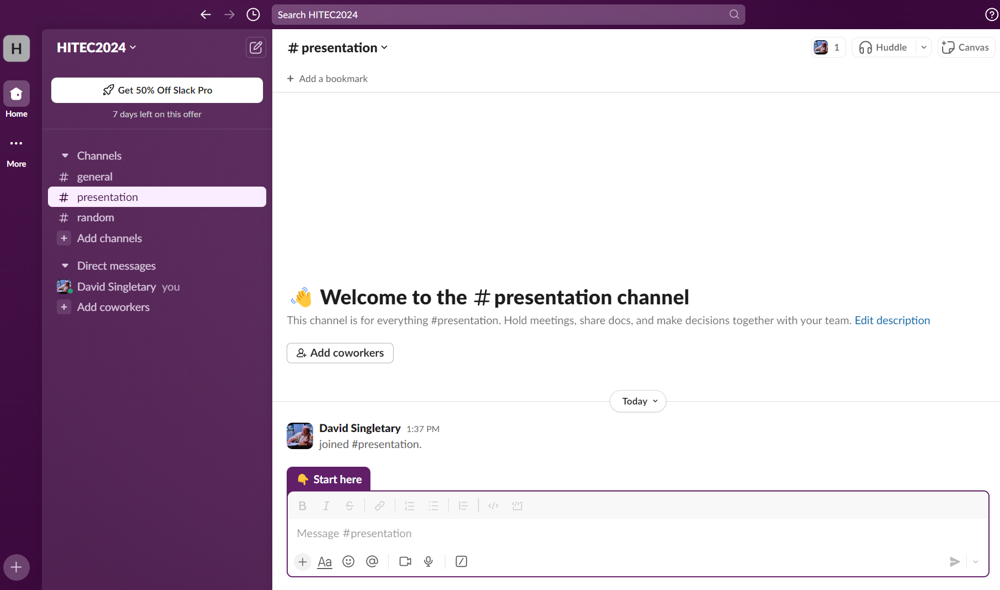 Search HITEC2024
H
Home
More
HITEC2024
Get 50% Off Slack Pro
7 days left on this offer
Channels
# general
# presentation
# random
+ Add channels
Direct messages
David Singletary you
+ Add coworkers
# presentation
1
Huddle
Canvas
+ Add a bookmark
Welcome to the # presentation channel
This channel is for everything #presentation. Hold meetings, share docs, and make decisions together with your team. Edit description
Add coworkers
Today
David Singletary 1:37 PM
joined #presentation.
Start here
Message #presentation